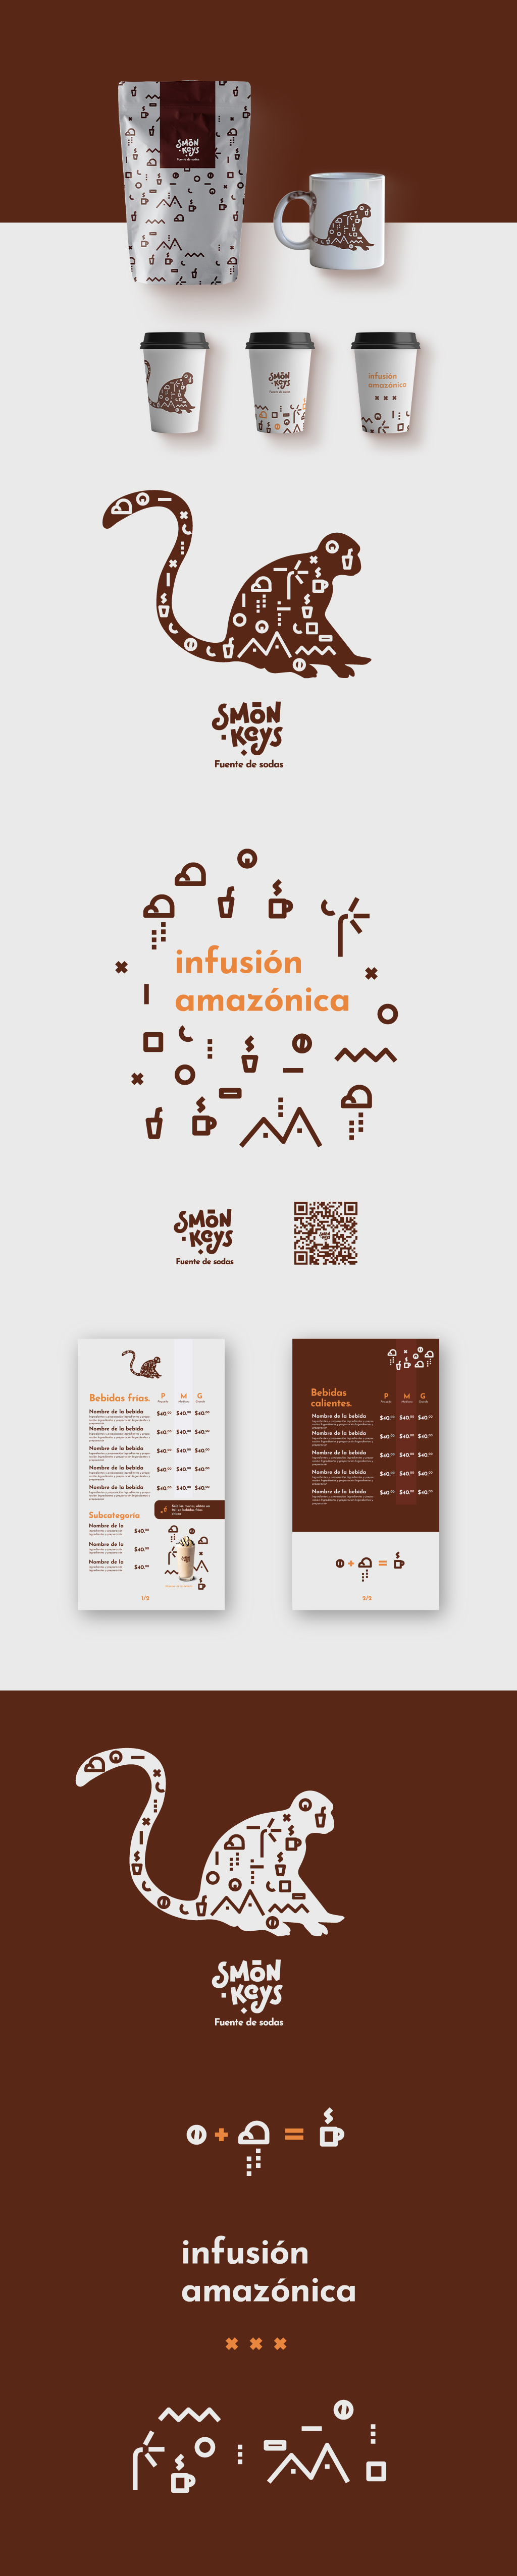 SMŌN
KEYS
Fuente de sodas
SMŌN
KEYS
Fuente de sodas
infusión
amazónica
SMŌN
KEYS
Fuente de sodas
infusión
amazónica
SMŌN
KEYS
Fuente de sodas
Bebidas frías.
P M G
Nombre de la bebida
$40.00 $40.00 $40.00
Nombre de la bebida
$40.00 $40.00 $40.00
Nombre de la bebida
$40.00 $40.00 $40.00
Nombre de la bebida
$40.00 $40.00 $40.00
Nombre de la bebida
$40.00 $40.00 $40.00
Subcategoría
Nombre de la
$40.00
Nombre de la
$40.00
Nombre de la
$40.00
1/2
Bebidas
calientes.
P M G
Nombre de la bebida
$40.00 $40.00 $40.00
Nombre de la bebida
$40.00 $40.00 $40.00
Nombre de la bebida
$40.00 $40.00 $40.00
Nombre de la bebida
$40.00 $40.00 $40.00
Nombre de la bebida
$40.00 $40.00 $40.00
2/2
SMŌN
KEYS
Fuente de sodas
infusión
amazónica